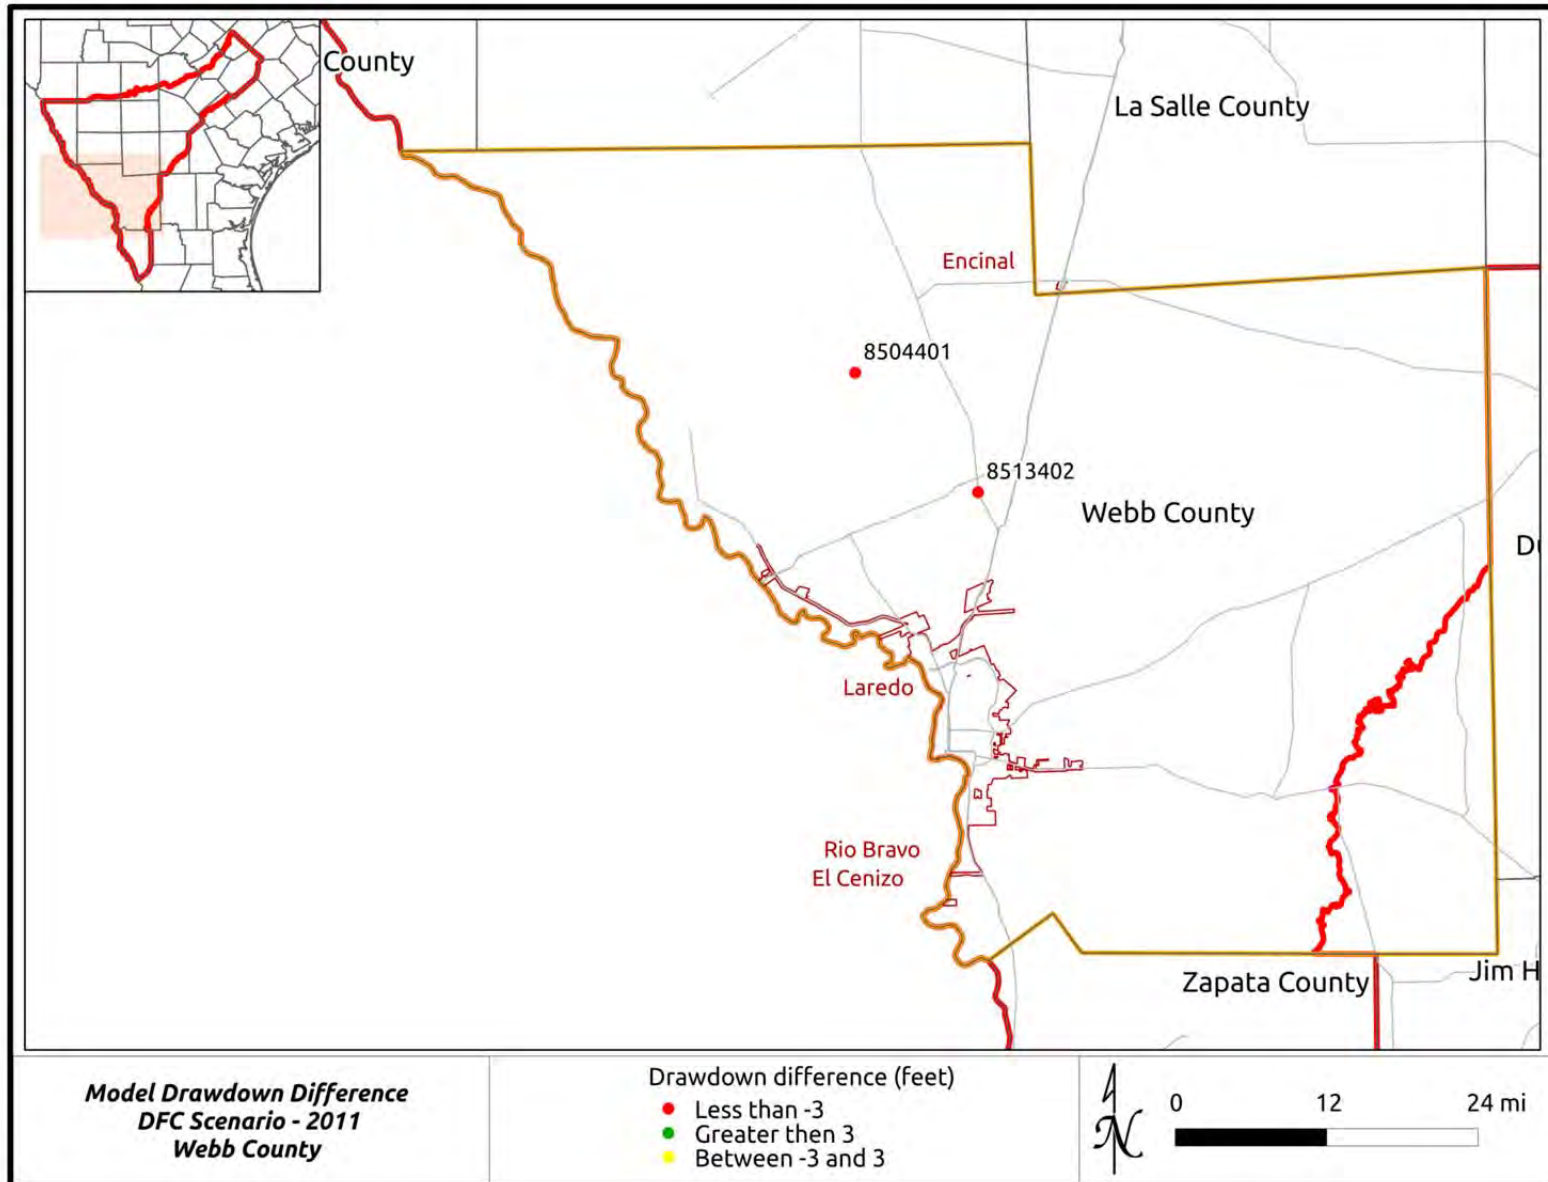 County
La Salle County
Encinal
8504401
8513402
Webb County
Laredo
Rio Bravo
El Cenizo
Zapata County
Jim H
Model Drawdown Difference
DFC Scenario - 2011
Webb County
Drawdown difference (feet)
Less than -3
Greater then 3
Between -3 and 3
N
0 12 24 mi